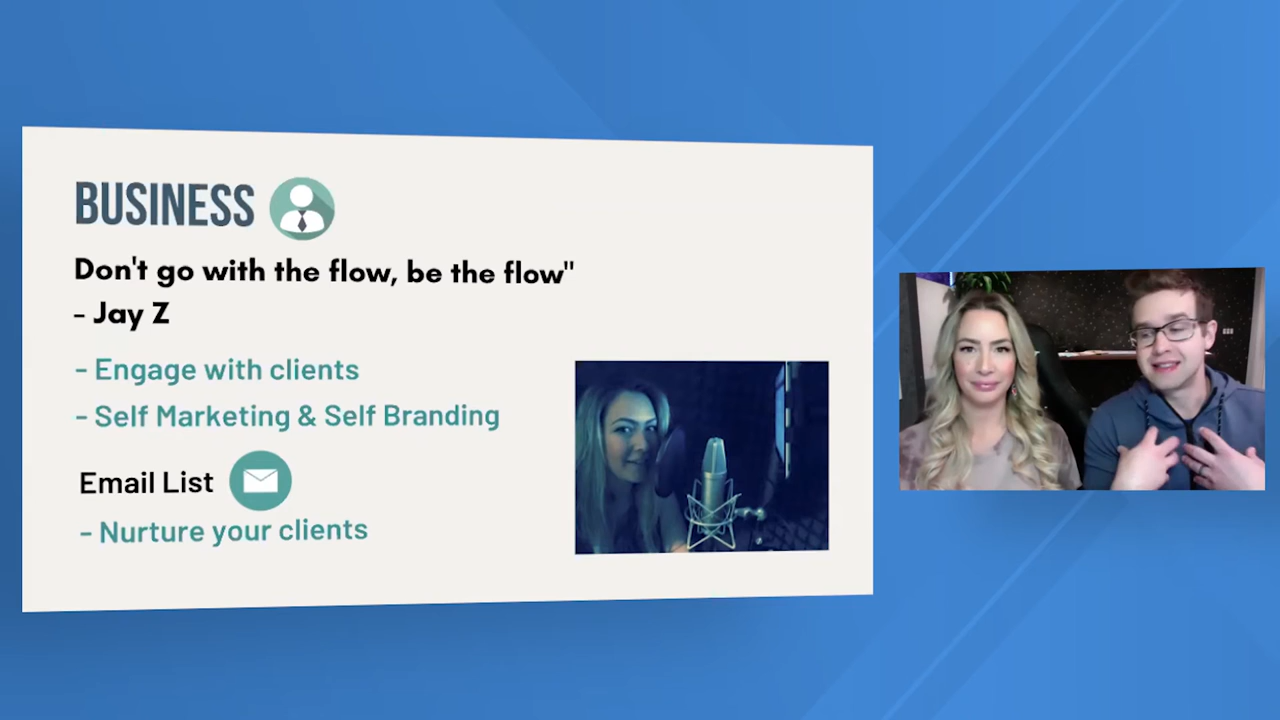 BUSINESS
Don't go with the flow, be the flow"
- Jay Z
- Engage with clients
- Self Marketing & Self Branding
Email List
- Nurture your clients